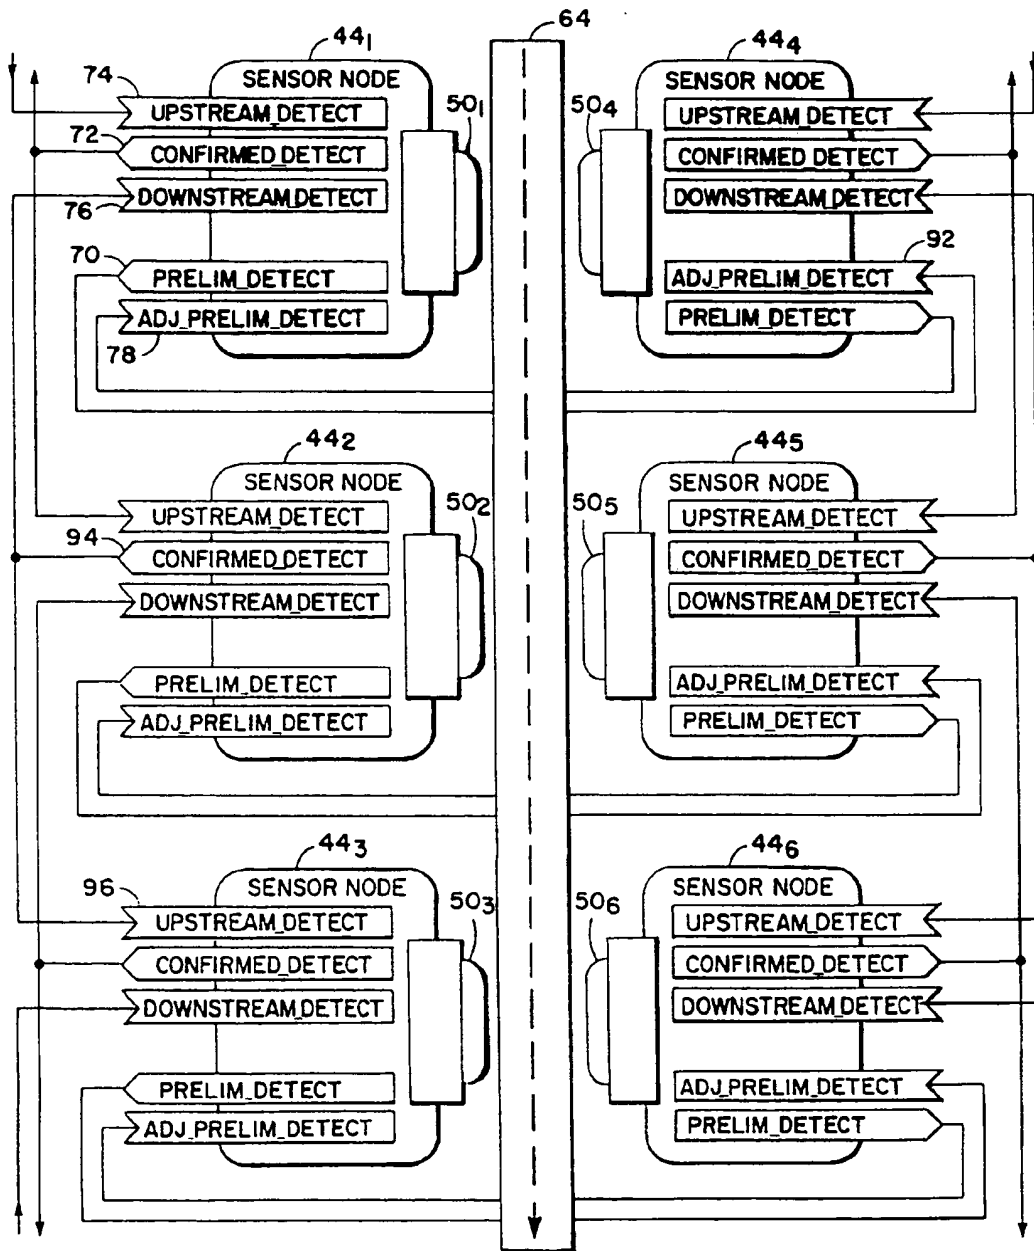 64
44₁
SENSOR NODE
74
UPSTREAM_DETECT
72
CONFIRMED_DETECT
76
DOWNSTREAM_DETECT
70
PRELIM_DETECT
ADJ_PRELIM_DETECT
78
50₁
44₄
SENSOR NODE
50₄
UPSTREAM_DETECT
CONFIRMED_DETECT
DOWNSTREAM_DETECT
92
ADJ_PRELIM_DETECT
PRELIM_DETECT
44₂
SENSOR NODE
UPSTREAM_DETECT
94
CONFIRMED_DETECT
DOWNSTREAM_DETECT
PRELIM_DETECT
ADJ_PRELIM_DETECT
50₂
44₅
SENSOR NODE
50₅
UPSTREAM_DETECT
CONFIRMED_DETECT
DOWNSTREAM_DETECT
ADJ_PRELIM_DETECT
PRELIM_DETECT
44₃
SENSOR NODE
96
UPSTREAM_DETECT
CONFIRMED_DETECT
DOWNSTREAM_DETECT
PRELIM_DETECT
ADJ_PRELIM_DETECT
50₃
44₆
SENSOR NODE
50₆
UPSTREAM_DETECT
CONFIRMED_DETECT
DOWNSTREAM_DETECT
ADJ_PRELIM_DETECT
PRELIM_DETECT